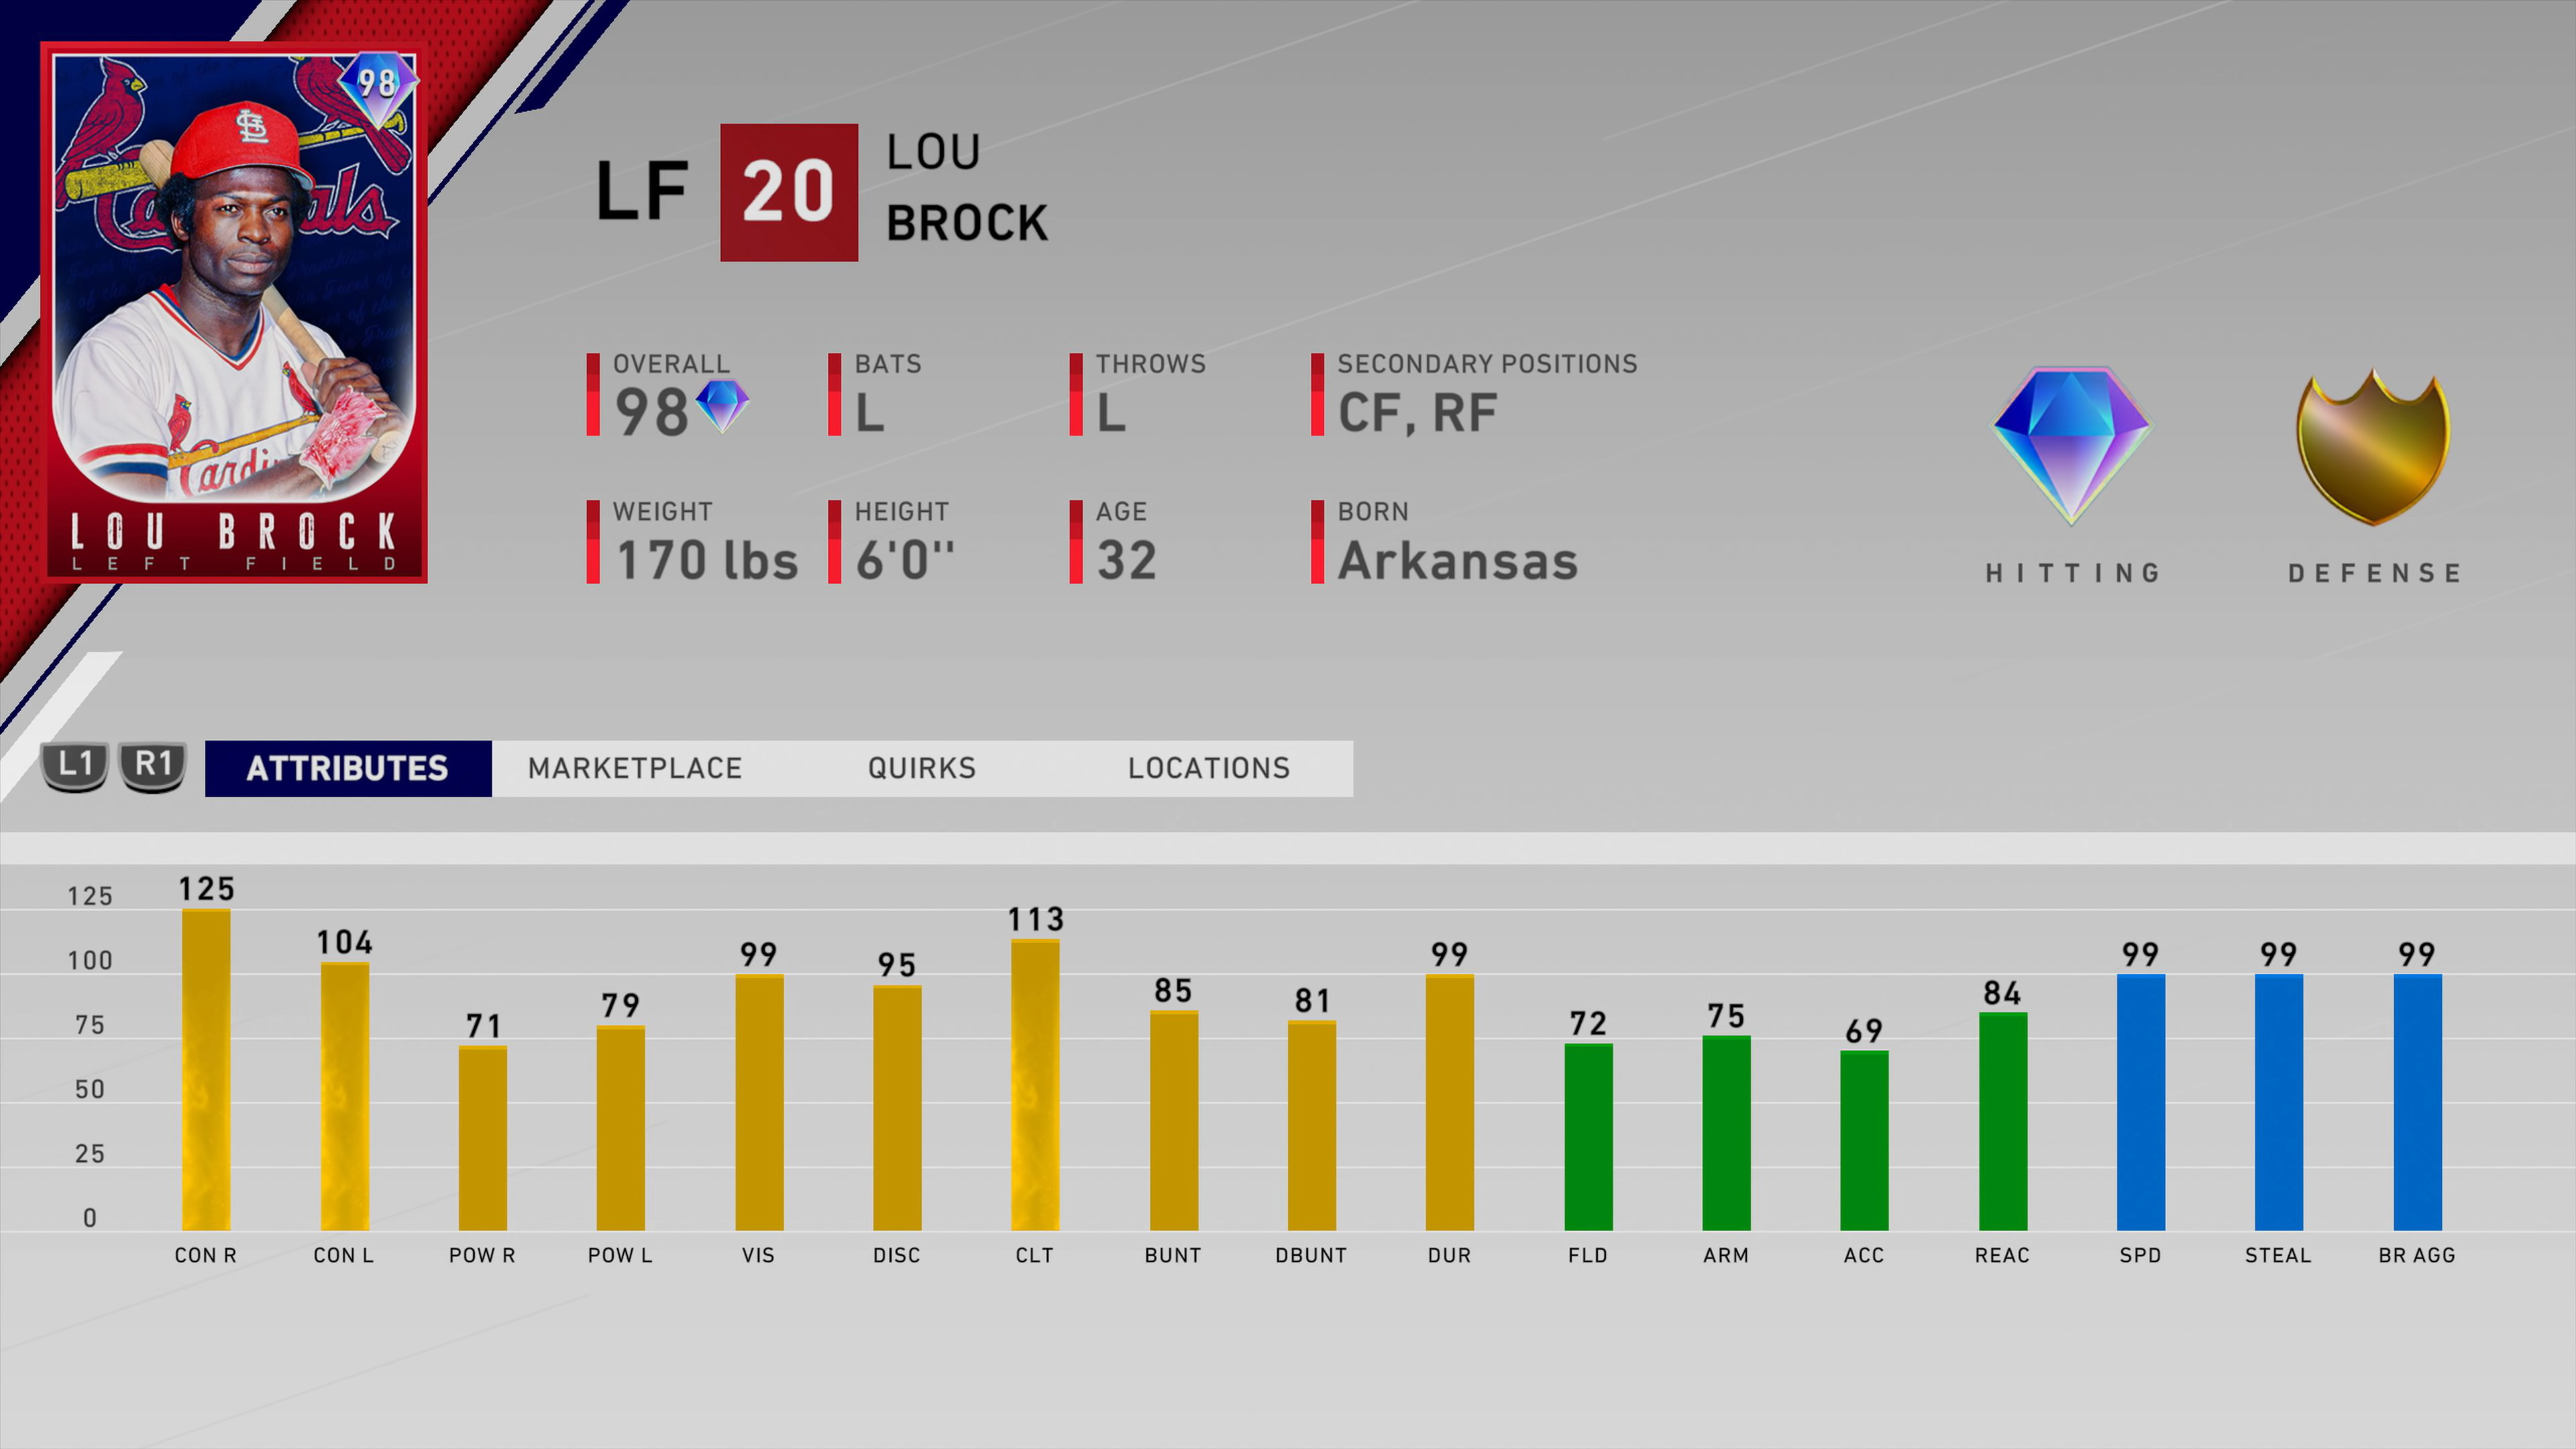 98
Cardi
LOU BROCK
LEFT FIELD
LF 20 LOU
BROCK
OVERALL BATS THROWS SECONDARY POSITIONS
98 L L CF, RF
WEIGHT HEIGHT AGE BORN
170 lbs 6'0" 32 Arkansas
HITTING DEFENSE
L1 R1 ATTRIBUTES MARKETPLACE QUIRKS LOCATIONS
125 100 75 50 25 0
125 104 71 79 99 95 113 85 81 99 72 75 69 84 99 99 99
CON R CON L POW R POW L VIS DISC CLT BUNT DBUNT DUR FLD ARM ACC REAC SPD STEAL BR AGG